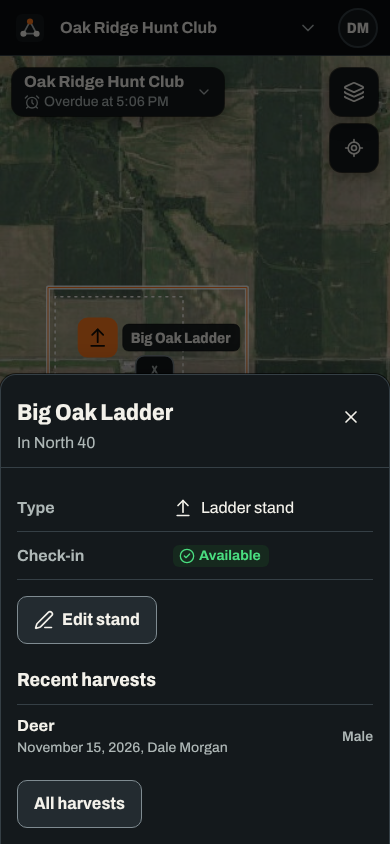 Oak Ridge Hunt Club
DM
Oak Ridge Hunt Club
Overdue at 5:06 PM
Big Oak Ladder
X
Big Oak Ladder
In North 40
Type
Ladder stand
Check-in
Available
Edit stand
Recent harvests
Deer
November 15, 2026, Dale Morgan
Male
All harvests